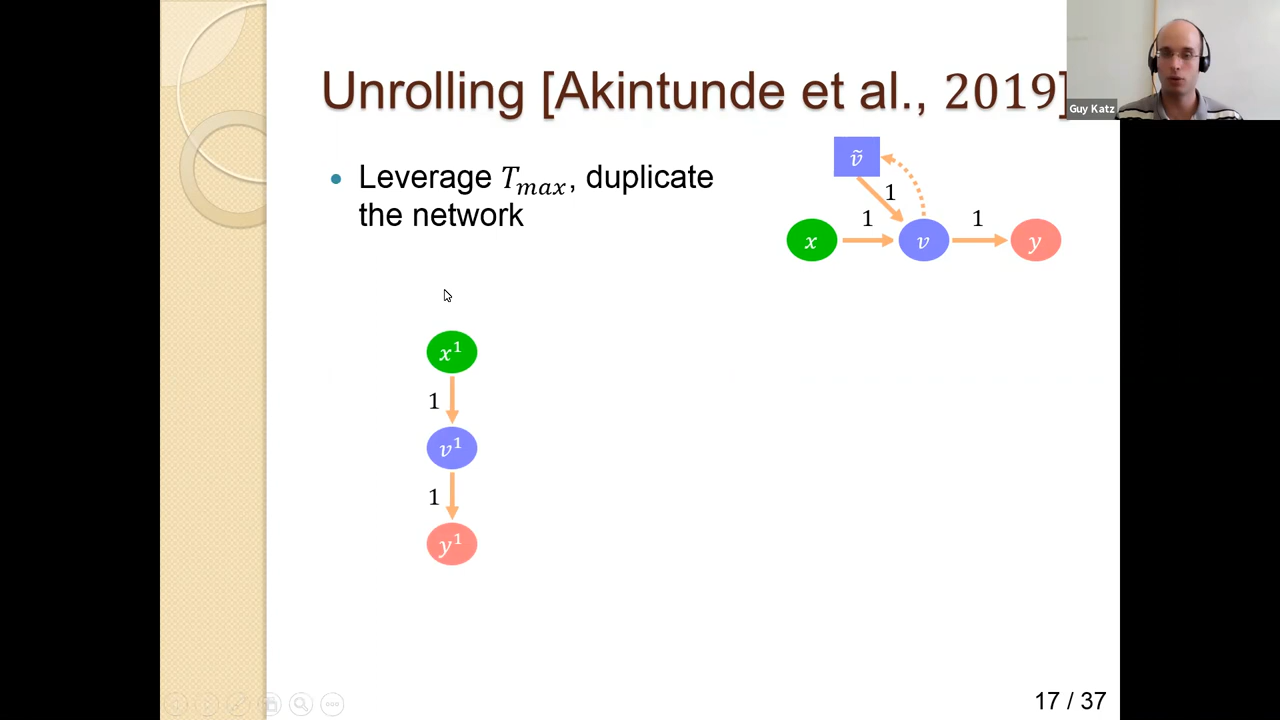 Unrolling [Akintunde et al., 2019]
Guy Katz
• Leverage Tₘₐₓ, duplicate
the network
ṽ
1
1
1
x
v
y
x¹
1
v¹
1
y¹
17 / 37